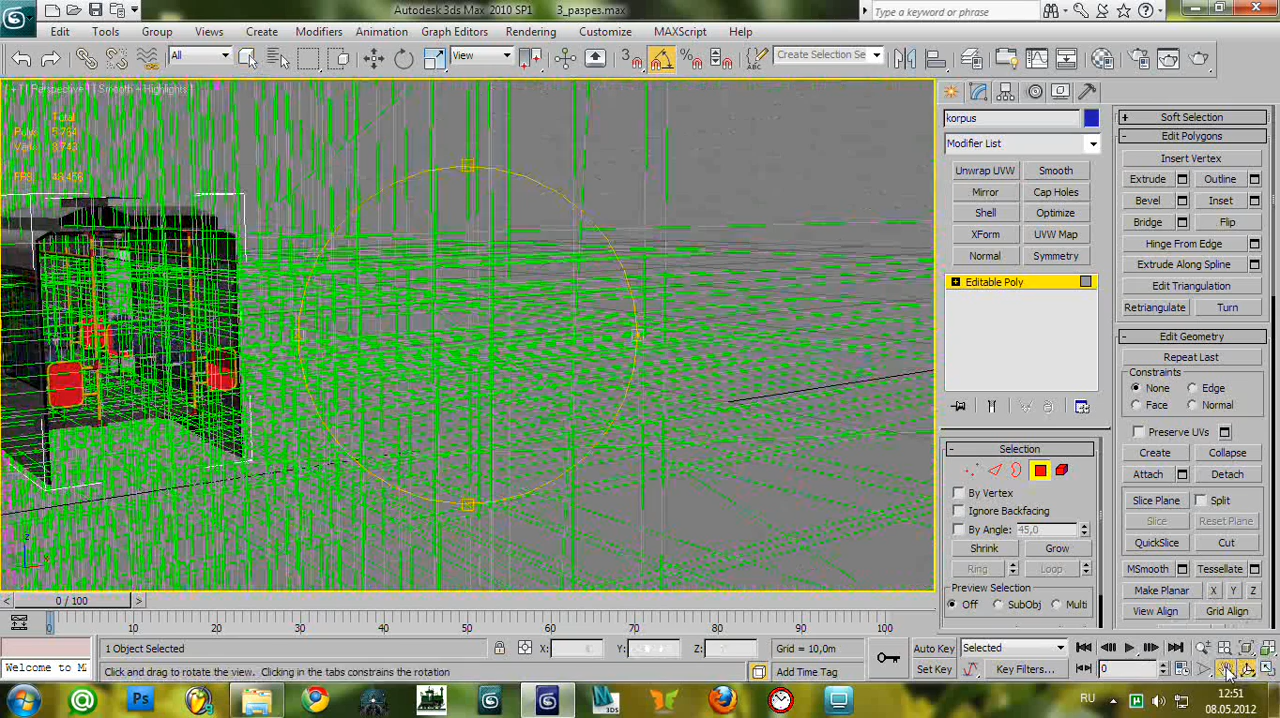 Autodesk 3ds Max 2010 SP1 3_paspes.max
Type a keyword or phrase
Edit Tools Group Views Create Modifiers Animation Graph Editors Rendering Customize MAXScript Help
All
View
3
Create Selection Se
Perspective | Smooth + Highlights
Total
korpus
Modifier List
Unwrap UVW Smooth
Mirror Cap Holes
Shell Optimize
XForm UVW Map
Normal Symmetry
Editable Poly
Selection
By Vertex
Ignore Backfacing
By Angle: 45,0
Shrink Grow
Ring Loop
Preview Selection
Off SubObj Multi
Soft Selection
Edit Polygons
Insert Vertex
Extrude Outline
Bevel Inset
Bridge Flip
Hinge From Edge
Extrude Along Spline
Edit Triangulation
Retriangulate Turn
Edit Geometry
Repeat Last
Constraints
None Edge
Face Normal
Preserve UVs
Create Collapse
Attach Detach
Slice Plane Split
Slice Reset Plane
QuickSlice Cut
MSmooth Tessellate
Make Planar X Y Z
View Align Grid Align
0 / 100
0 10 20 30 40 50 60 70 80 90 100
1 Object Selected X: Y: Z: Grid = 10,0m
Auto Key Selected
Welcome to M Click and drag to rotate the view. Clicking in the tabs constrains the rotation Add Time Tag
Set Key Key Filters... 0
Ps
3DS
RU
12:51
08.05.2012